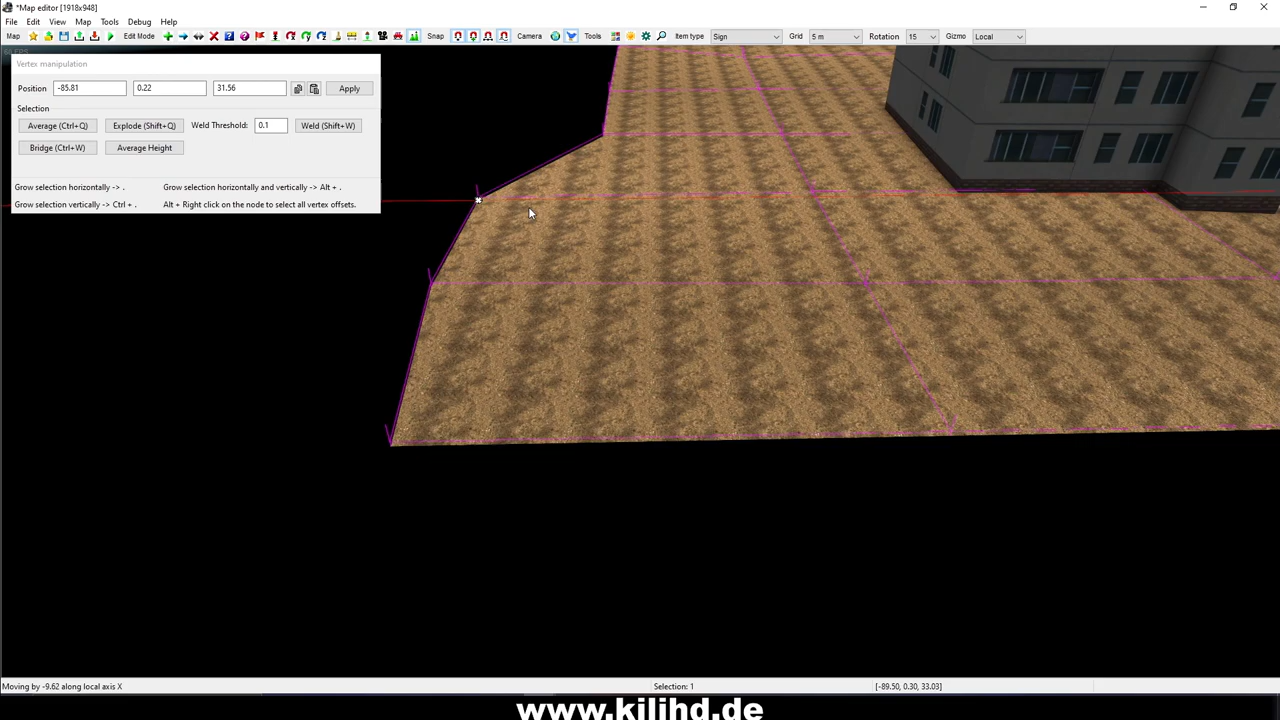 *Map editor [1918x948]
File Edit View Map Tools Debug Help
Map Edit Mode Snap Camera Tools Item type Sign Grid 5 m Rotation 15 Gizmo Local
Vertex manipulation
Position -85.81 0.22 31.56 Apply
Selection
Average (Ctrl+Q) Explode (Shift+Q) Weld Threshold: 0.1 Weld (Shift+W)
Bridge (Ctrl+W) Average Height
Grow selection horizontally -> . Grow selection horizontally and vertically -> Alt + .
Grow selection vertically -> Ctrl + . Alt + Right click on the node to select all vertex offsets.
Moving by -9.62 along local axis X Selection: 1 [-89.50, 0.30, 33.03]
www.kilihd.de